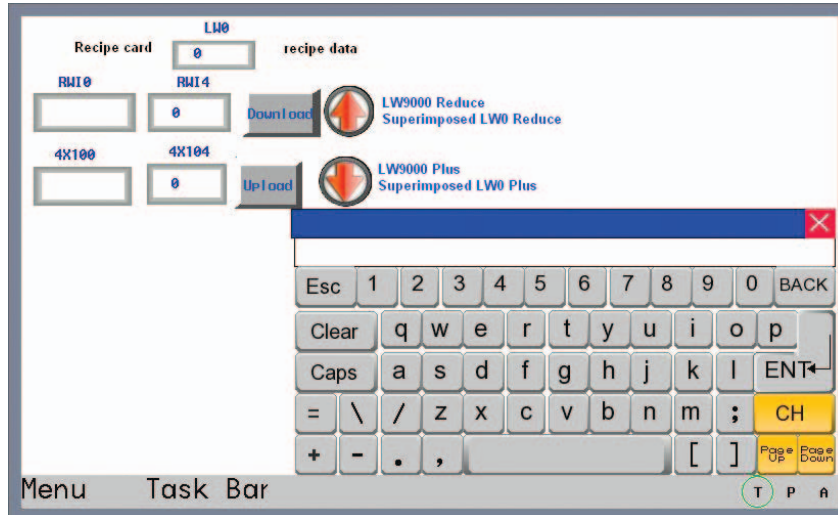 LW0
Recipe card 0 recipe data
RWI0 RWI4
0 Download LW9000 Reduce
Superimposed LW0 Reduce
4X100 4X104
0 Upload LW9000 Plus
Superimposed LW0 Plus
Esc 1 2 3 4 5 6 7 8 9 0 BACK
Clear q w e r t y u i o p
Caps a s d f g h j k l ENT
= \ / z x c v b n m ; CH
+ - . , [ ] Page Up Page Down
Menu Task Bar T P A